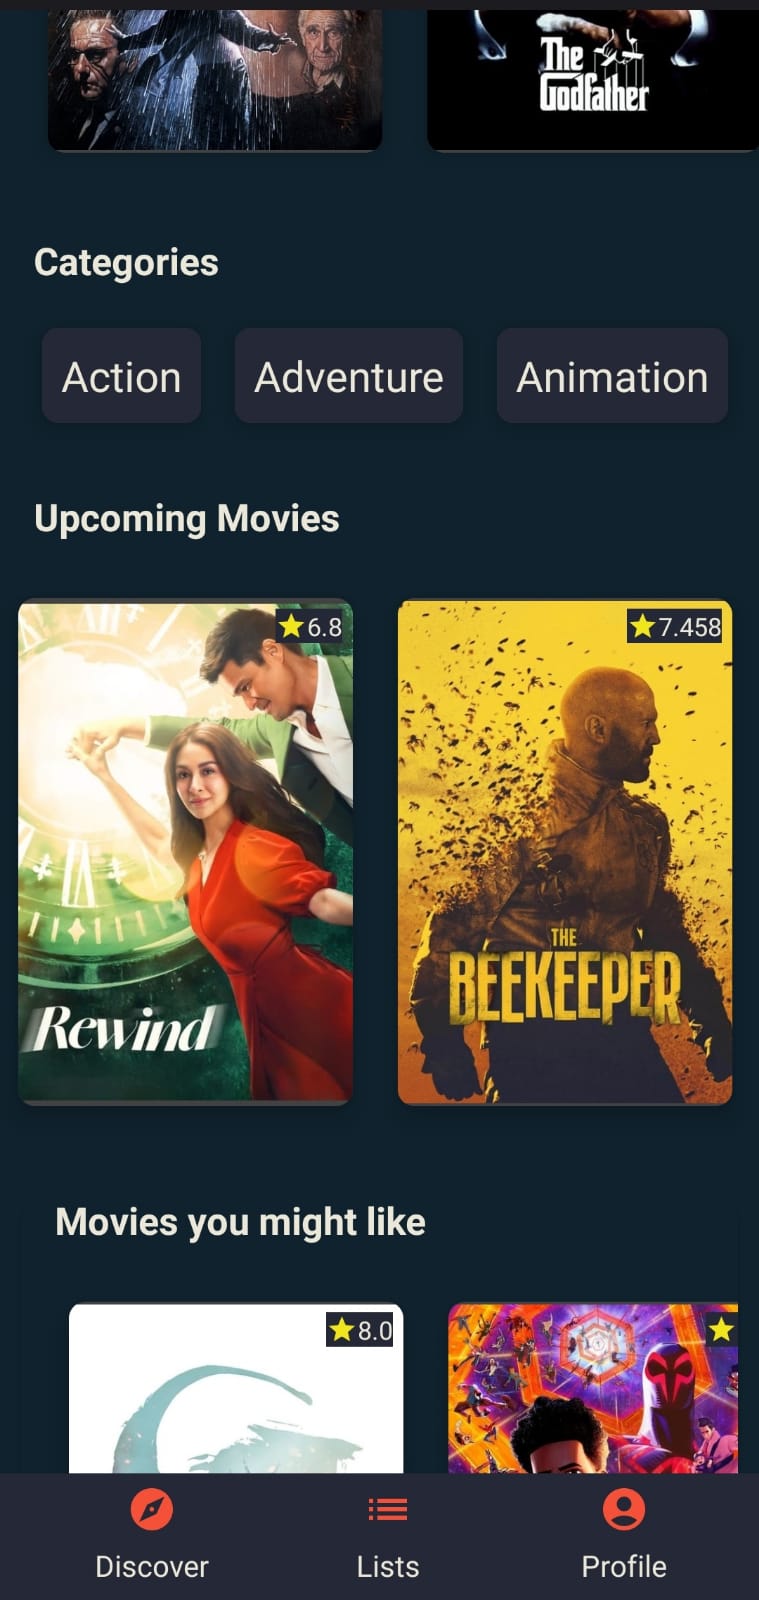 The
Godfather
Categories
Action
Adventure
Animation
Upcoming Movies
6.8
7.458
Rewind
THE
BEEKEEPER
Movies you might like
8.0
Discover
Lists
Profile